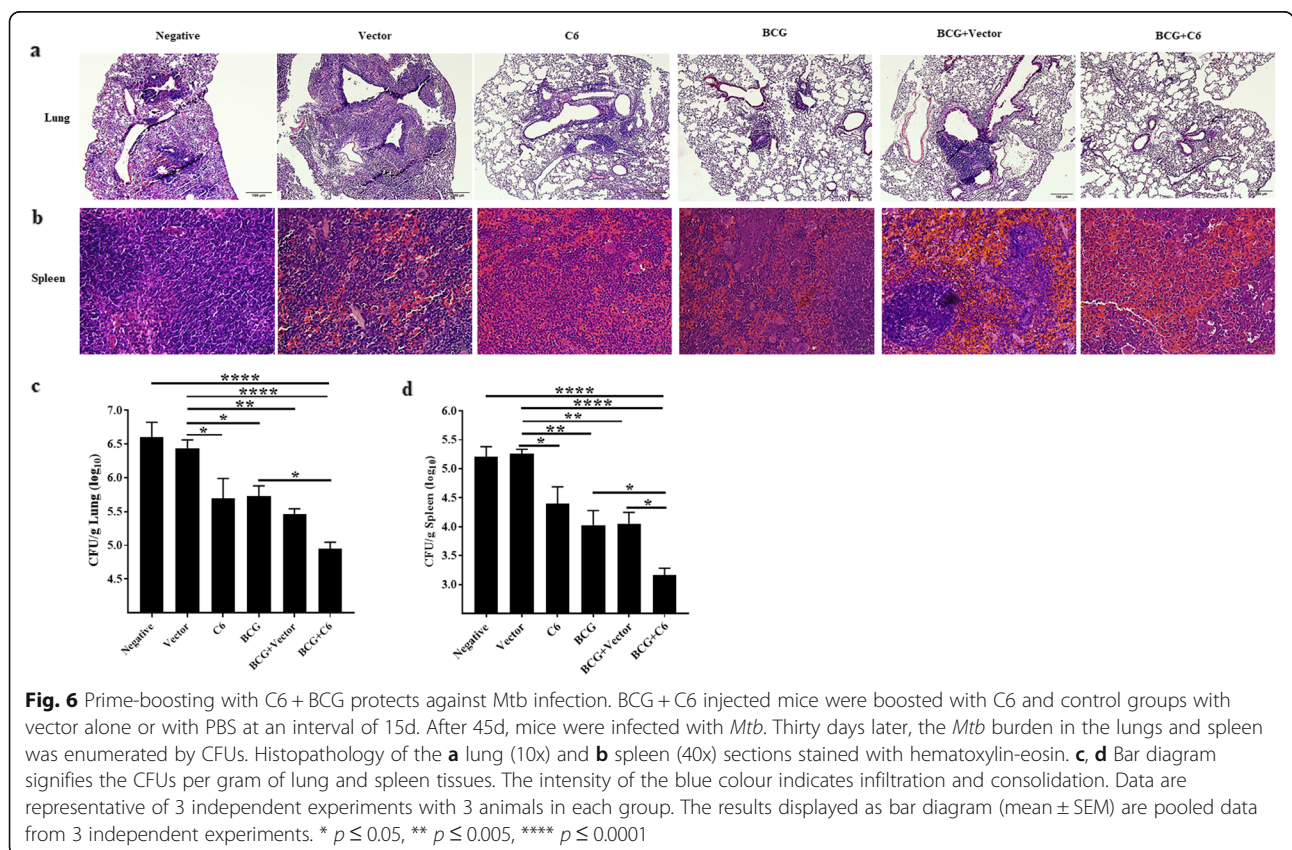 Negative Vector C6 BCG BCG+Vector BCG+C6
a
Lung
100 µm
b
Spleen
c
CFU/g Lung (log10)
7.0
6.5
6.0
5.5
5.0
4.5
****
****
**
*
*
*
Negative Vector C6 BCG BCG+Vector BCG+C6
d
CFU/g Spleen (log10)
6.0
5.5
5.0
4.5
4.0
3.5
3.0
****
****
**
**
*
*
*
Negative Vector C6 BCG BCG+Vector BCG+C6
Fig. 6 Prime-boosting with C6 + BCG protects against Mtb infection. BCG + C6 injected mice were boosted with C6 and control groups with
vector alone or with PBS at an interval of 15d. After 45d, mice were infected with Mtb. Thirty days later, the Mtb burden in the lungs and spleen
was enumerated by CFUs. Histopathology of the a lung (10x) and b spleen (40x) sections stained with hematoxylin-eosin. c, d Bar diagram
signifies the CFUs per gram of lung and spleen tissues. The intensity of the blue colour indicates infiltration and consolidation. Data are
representative of 3 independent experiments with 3 animals in each group. The results displayed as bar diagram (mean ± SEM) are pooled data
from 3 independent experiments. * p ≤ 0.05, ** p ≤ 0.005, **** p ≤ 0.0001